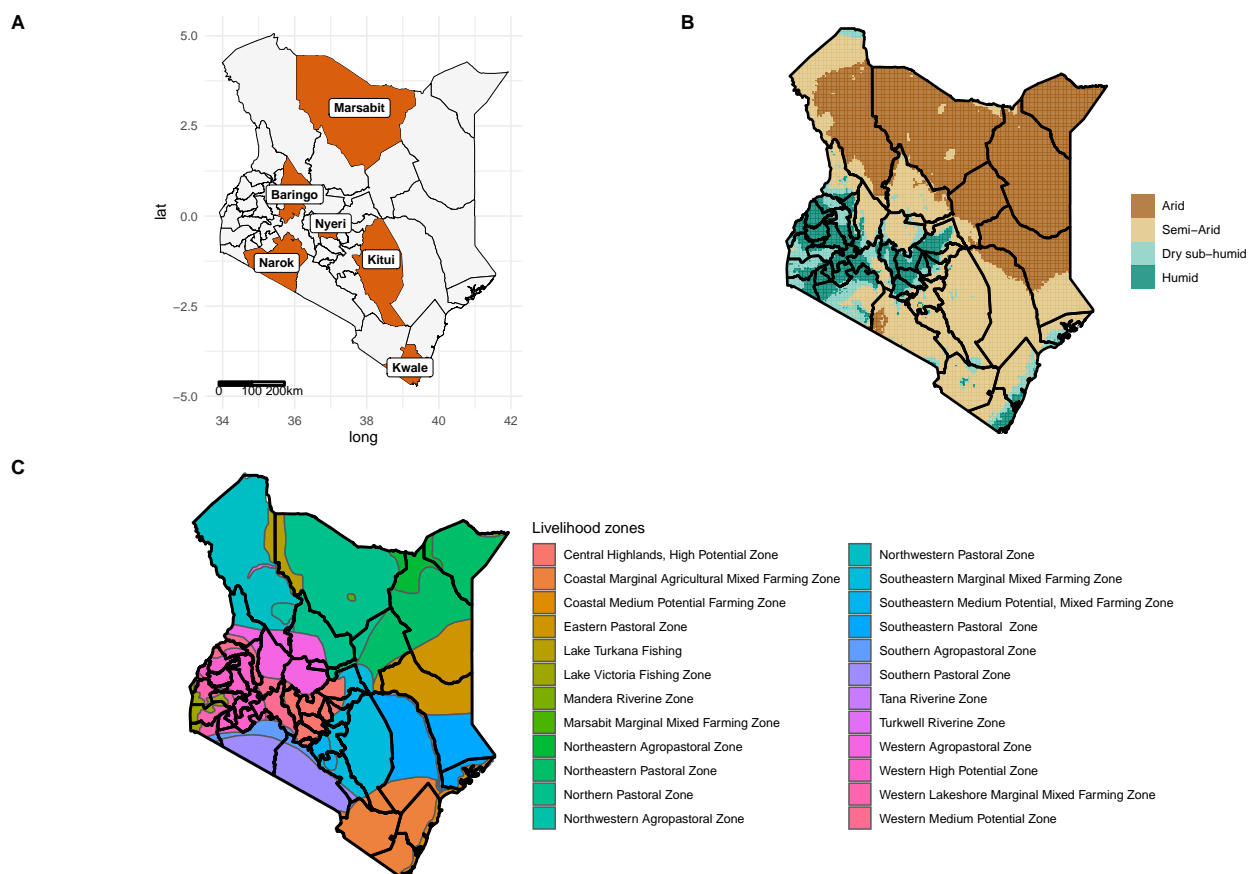 A
5.0
2.5
0.0
−2.5
−5.0
lat
Marsabit
Baringo
Nyeri
Narok
Kitui
Kwale
0 100 200km
34 36 38 40 42
long
B
Arid
Semi−Arid
Dry sub−humid
Humid
C
Livelihood zones
Central Highlands, High Potential Zone
Coastal Marginal Agricultural Mixed Farming Zone
Coastal Medium Potential Farming Zone
Eastern Pastoral Zone
Lake Turkana Fishing
Lake Victoria Fishing Zone
Mandera Riverine Zone
Marsabit Marginal Mixed Farming Zone
Northeastern Agropastoral Zone
Northeastern Pastoral Zone
Northern Pastoral Zone
Northwestern Agropastoral Zone
Northwestern Pastoral Zone
Southeastern Marginal Mixed Farming Zone
Southeastern Medium Potential, Mixed Farming Zone
Southeastern Pastoral  Zone
Southern Agropastoral Zone
Southern Pastoral Zone
Tana Riverine Zone
Turkwell Riverine Zone
Western Agropastoral Zone
Western High Potential Zone
Western Lakeshore Marginal Mixed Farming Zone
Western Medium Potential Zone